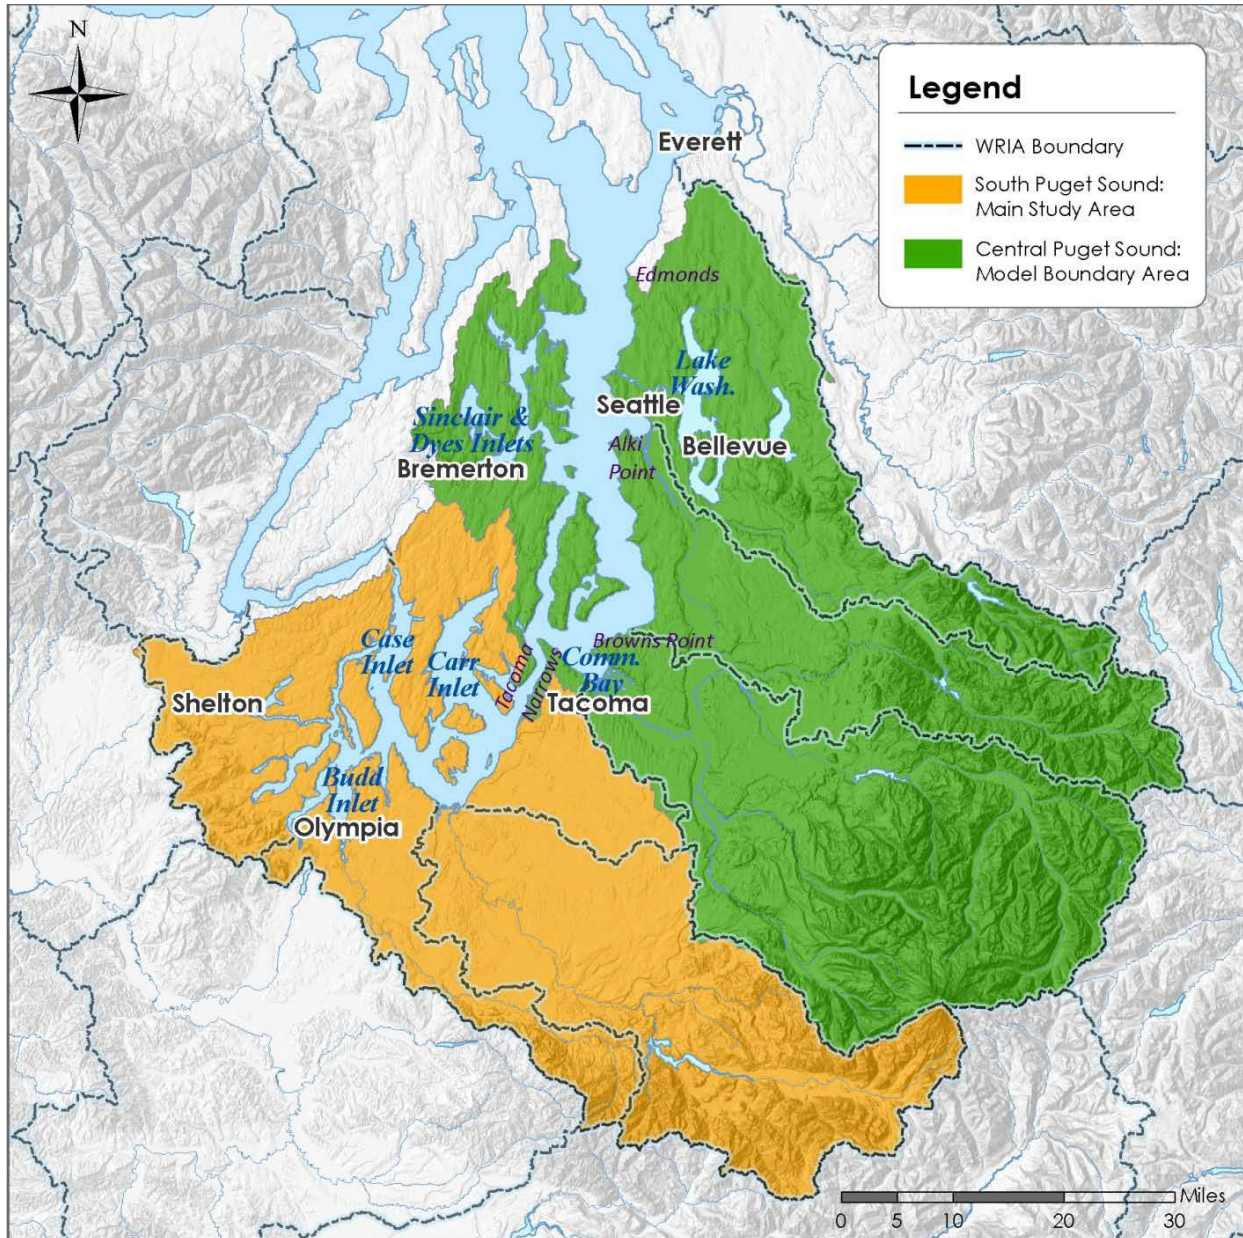 N
Legend
WRIA Boundary
South Puget Sound:
Main Study Area
Central Puget Sound:
Model Boundary Area
Everett
Edmonds
Lake
Wash.
Seattle
Sinclair &
Dyes Inlets
Bremerton
Alki
Point
Bellevue
Case
Inlet
Carr
Inlet
Tacoma
Narrows
Browns Point
Comm.
Bay
Shelton
Tacoma
Budd
Inlet
Olympia
Miles
0 5 10 20 30